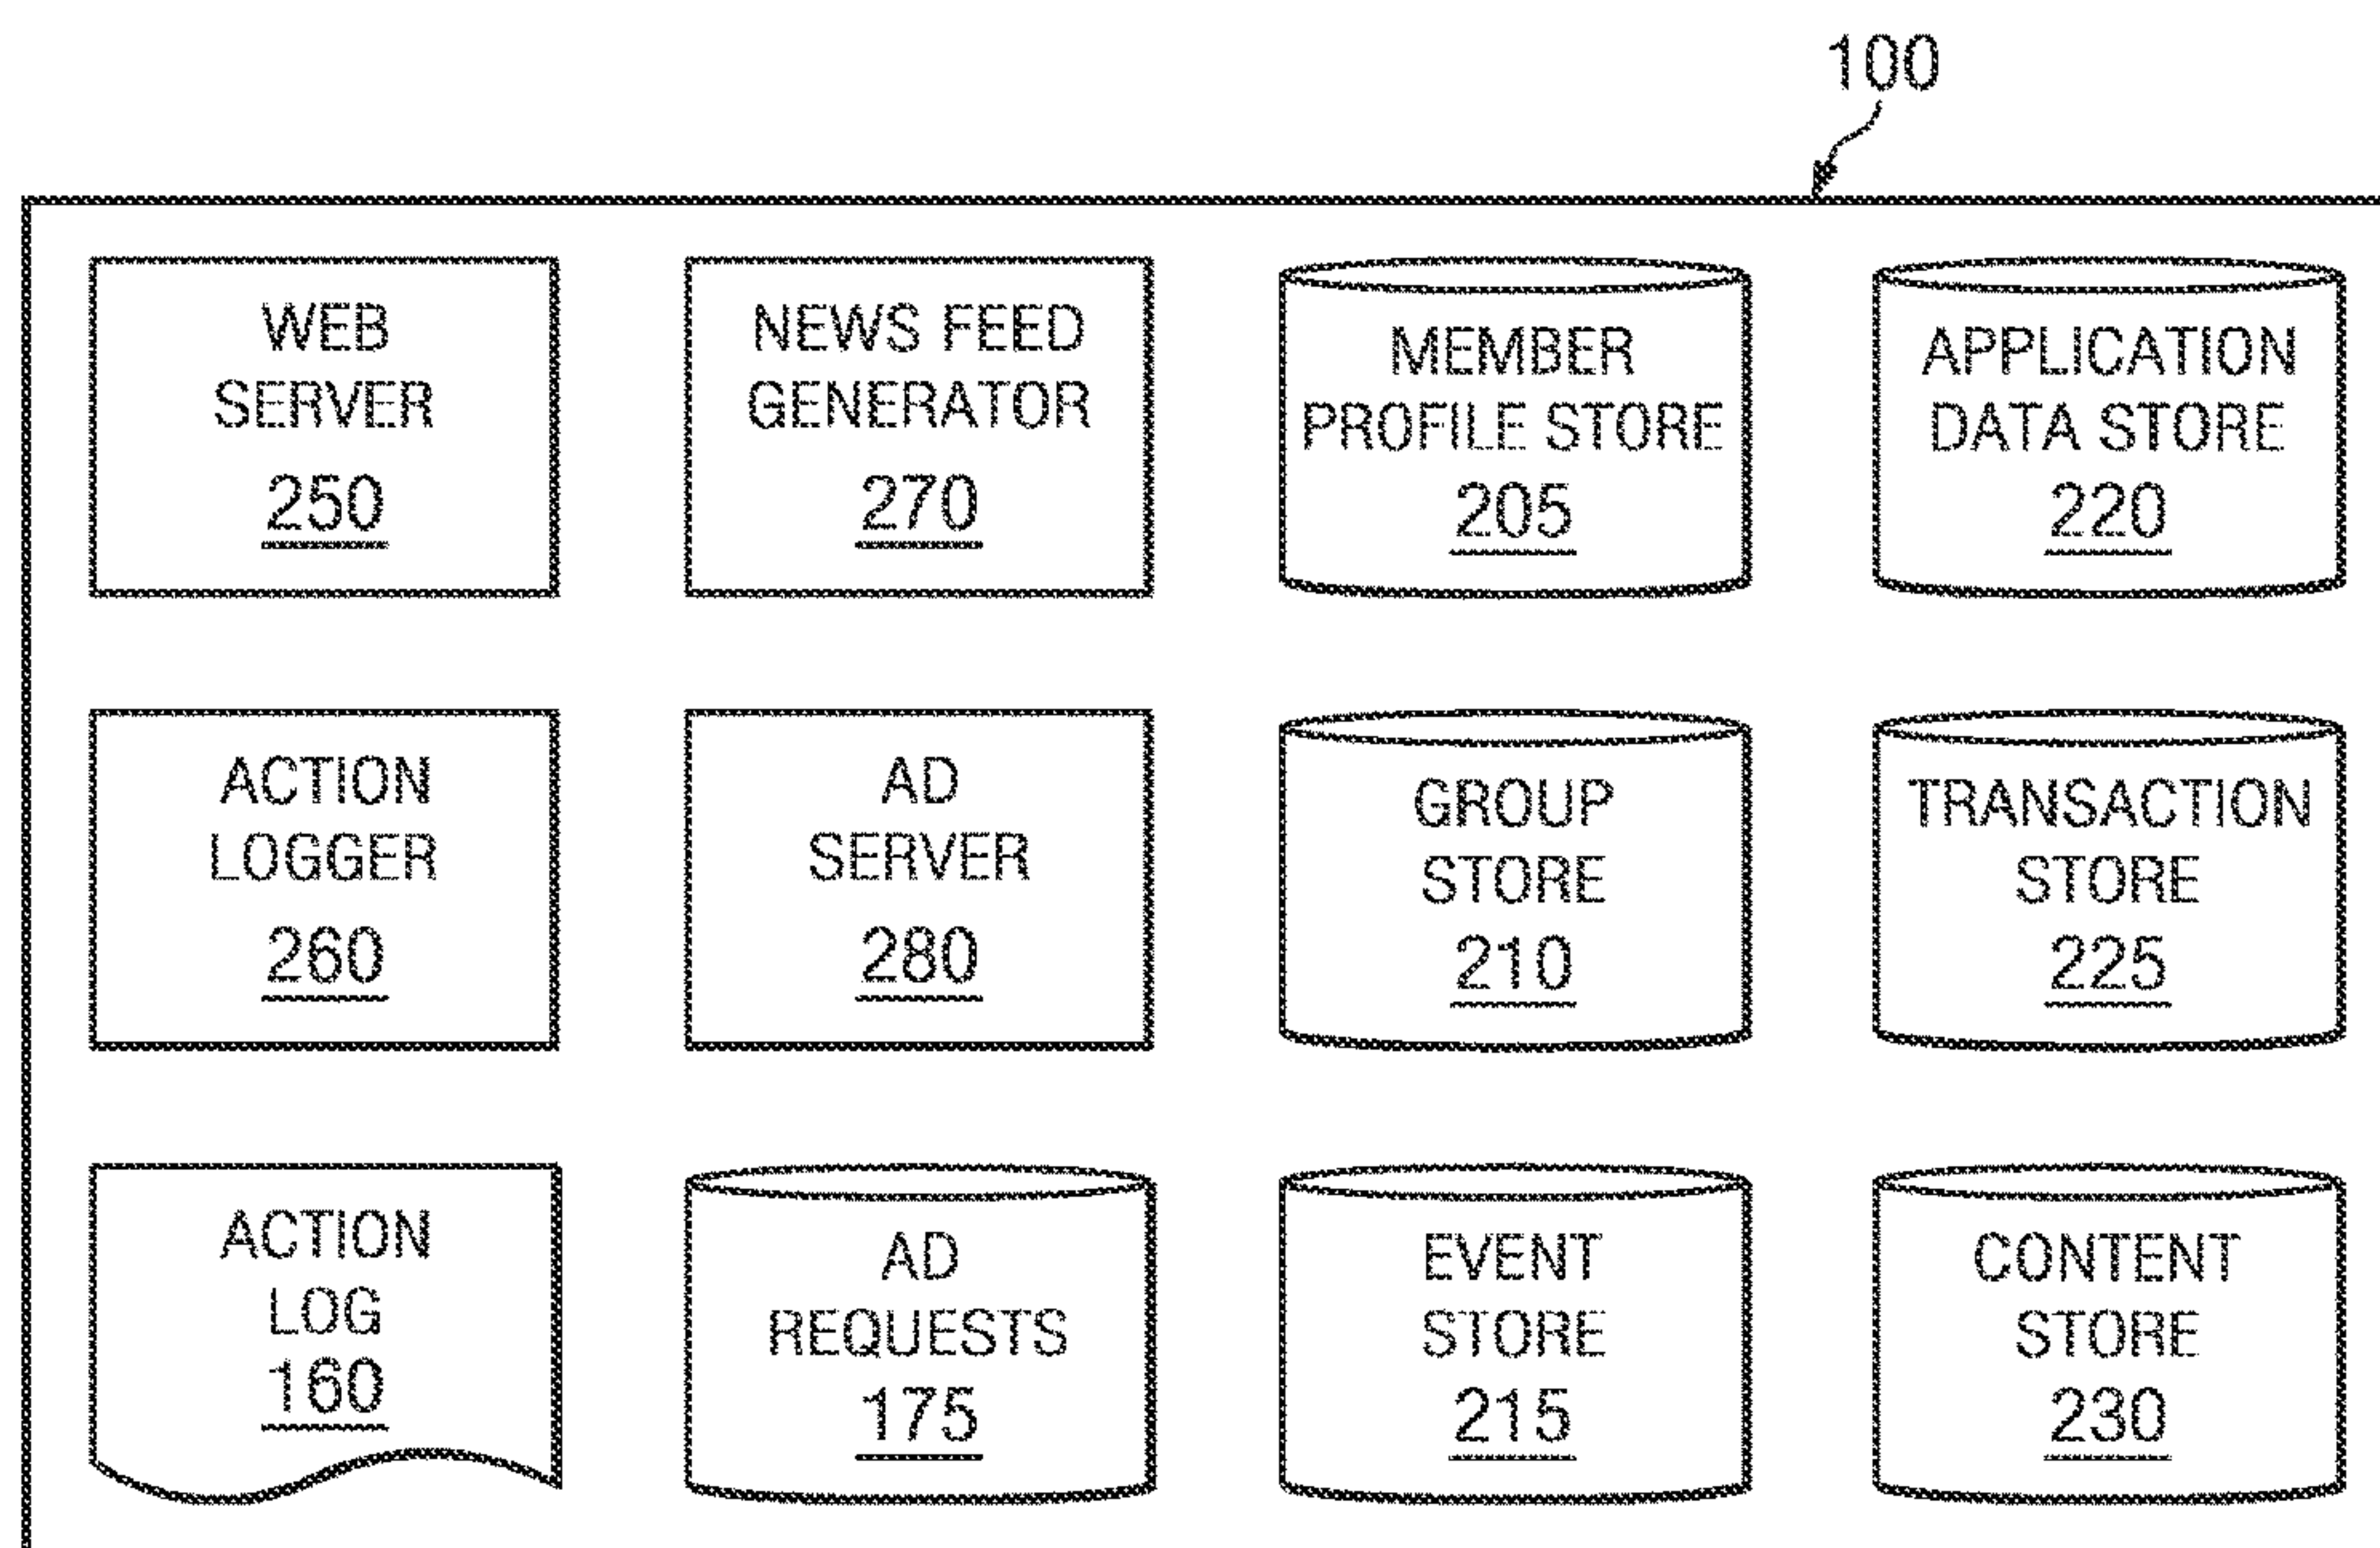 100
WEB
SERVER
250
NEWS FEED
GENERATOR
270
MEMBER
PROFILE STORE
205
APPLICATION
DATA STORE
220
ACTION
LOGGER
260
AD
SERVER
280
GROUP
STORE
210
TRANSACTION
STORE
225
ACTION
LOG
160
AD
REQUESTS
175
EVENT
STORE
215
CONTENT
STORE
230